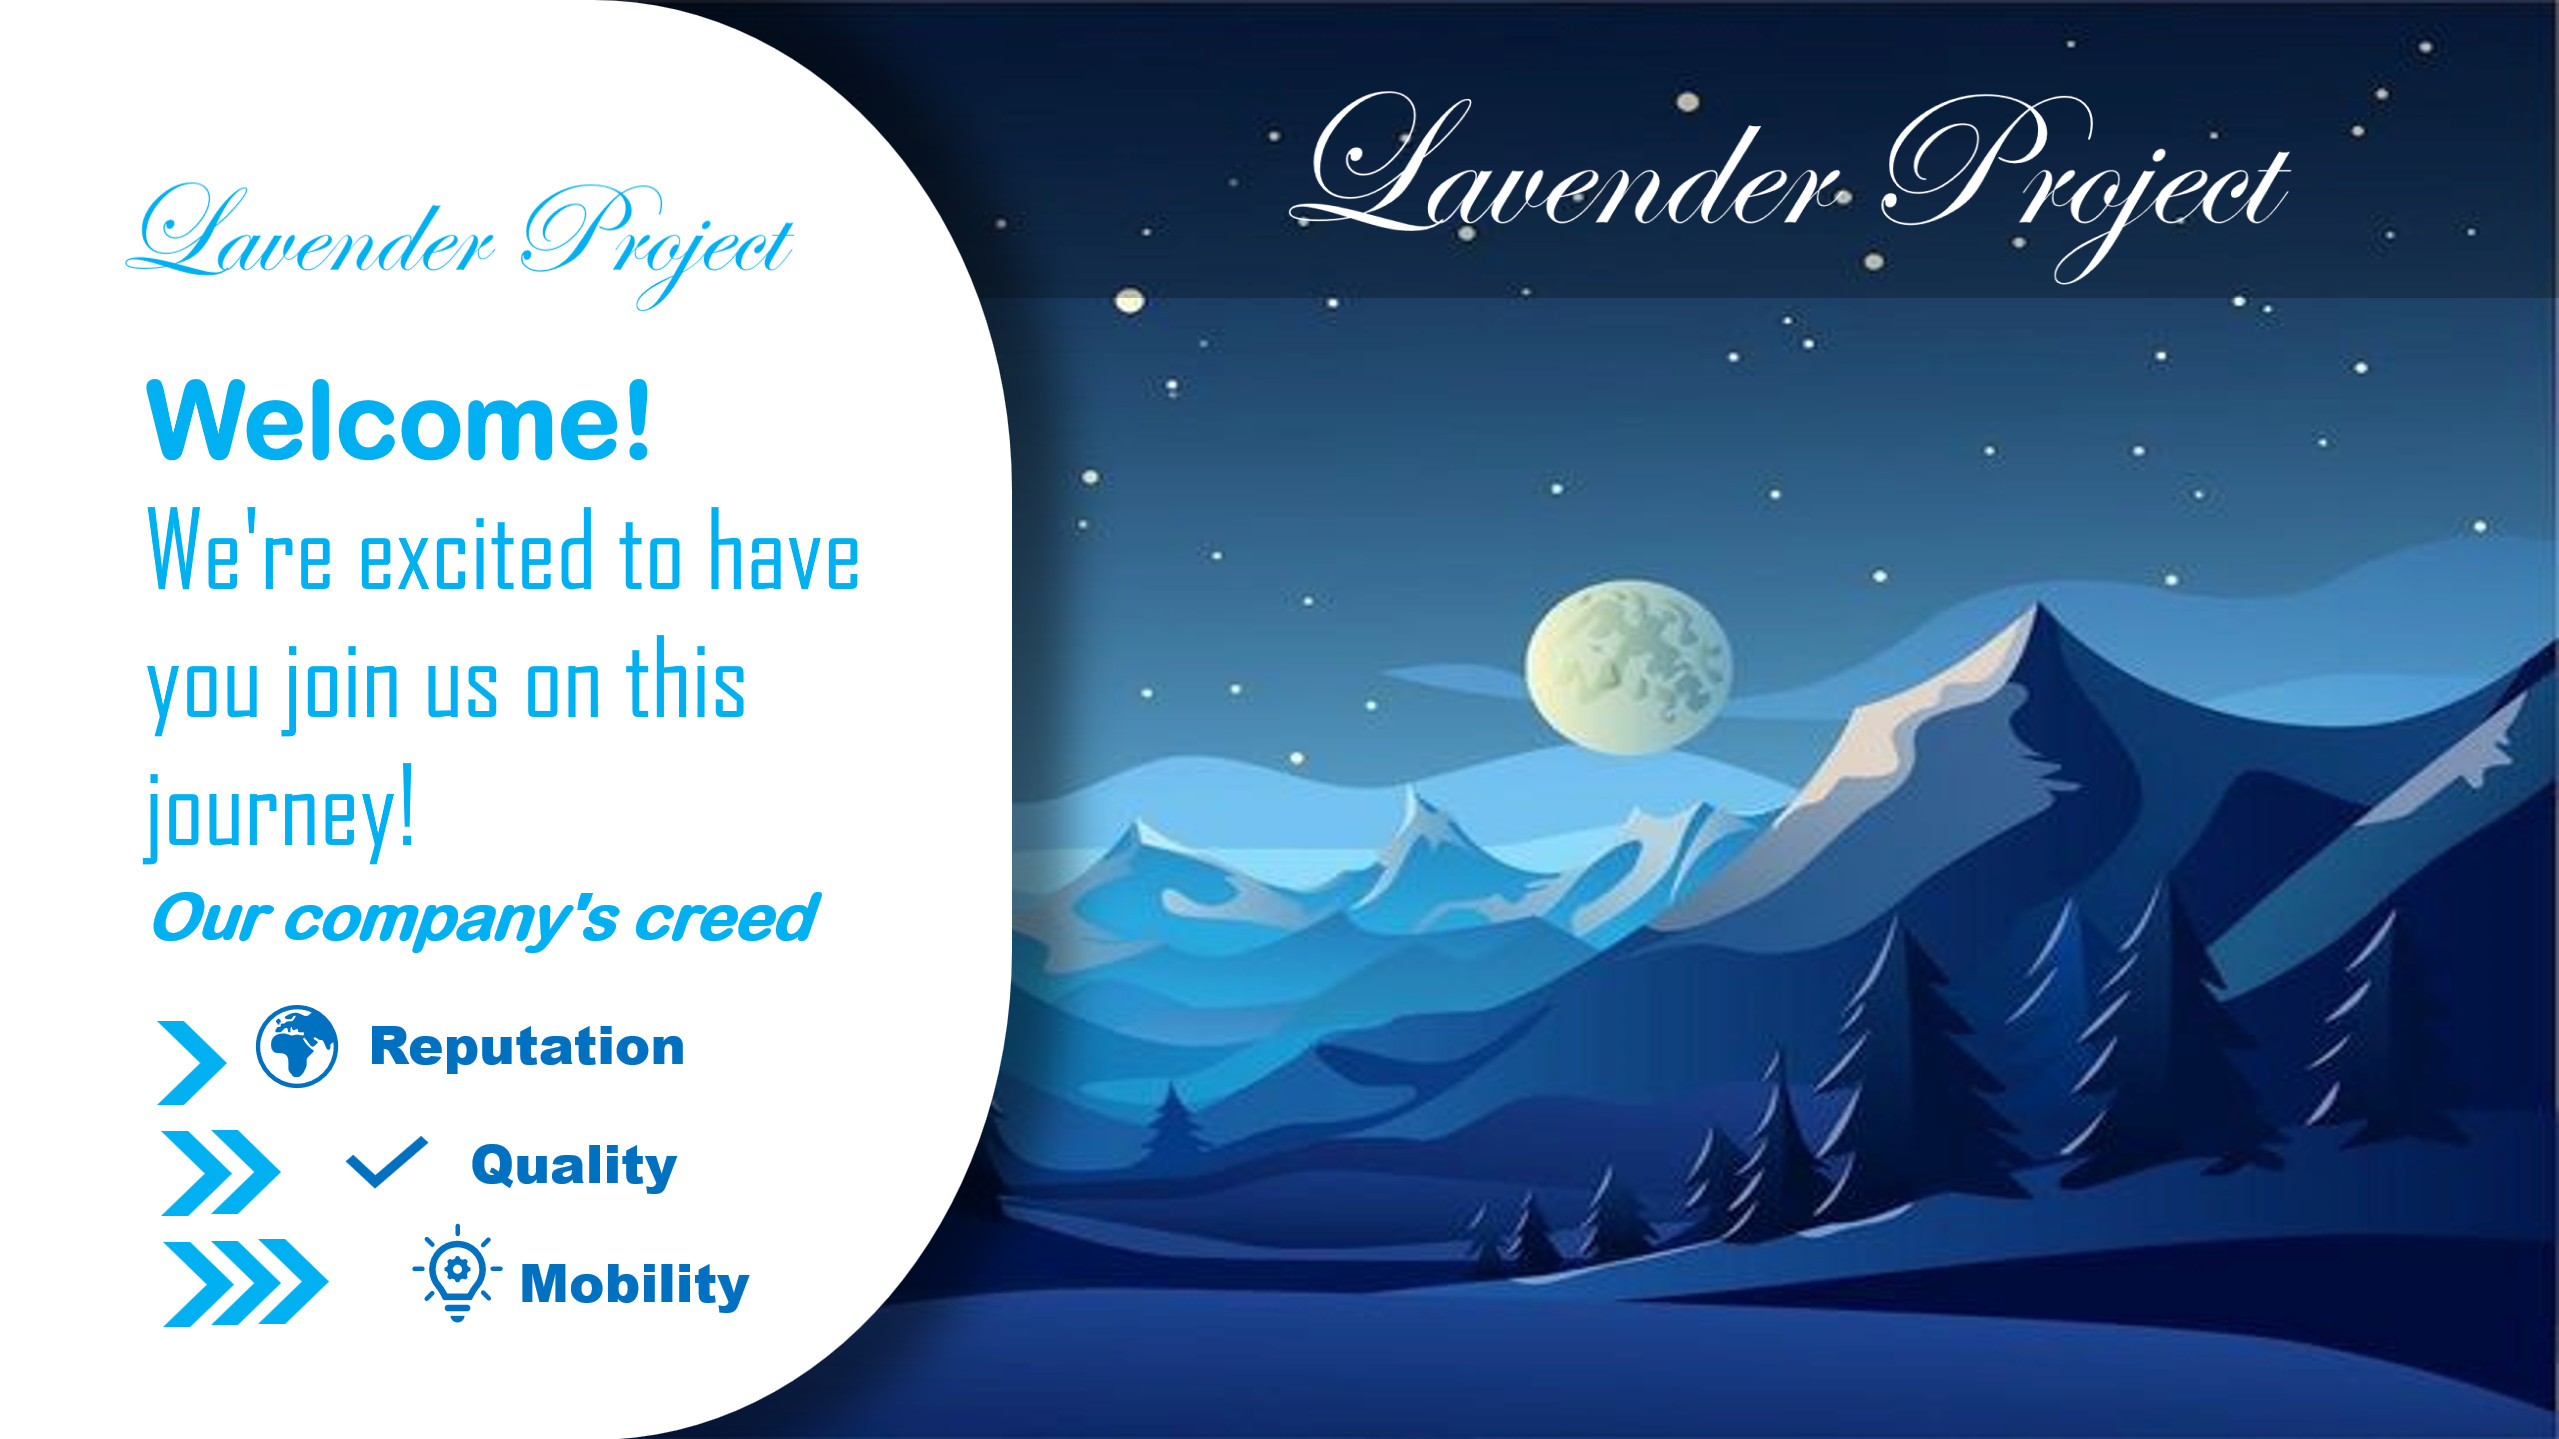 Lavender Project
Lavender Project
Welcome!
We're excited to have
you join us on this
journey!
Our company's creed
Reputation
Quality
Mobility